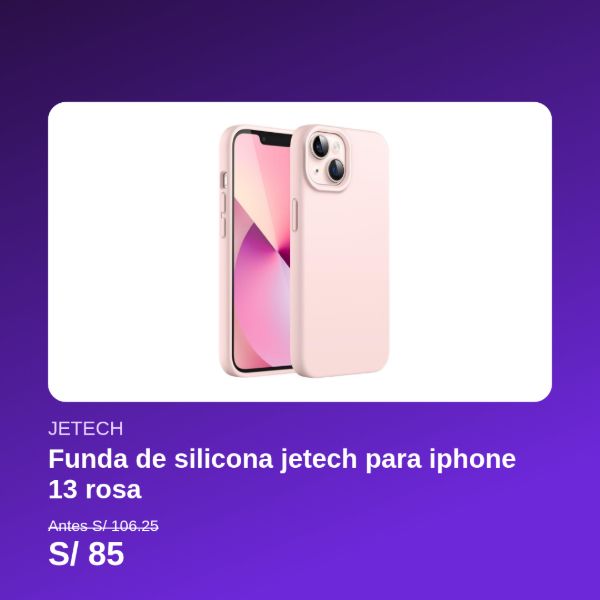 JETECH
Funda de silicona jetech para iphone
13 rosa
Antes S/ 106.25
S/ 85